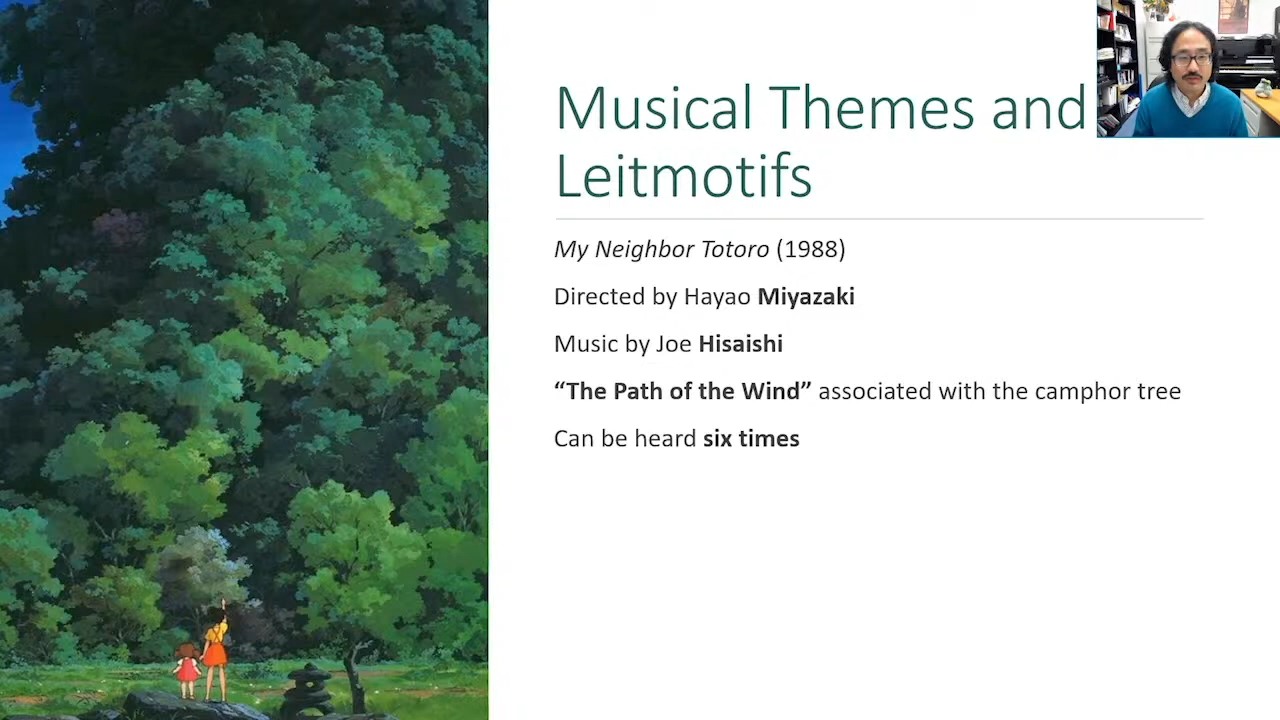 Musical Themes and
Leitmotifs
My Neighbor Totoro (1988)
Directed by Hayao Miyazaki
Music by Joe Hisaishi
“The Path of the Wind” associated with the camphor tree
Can be heard six times